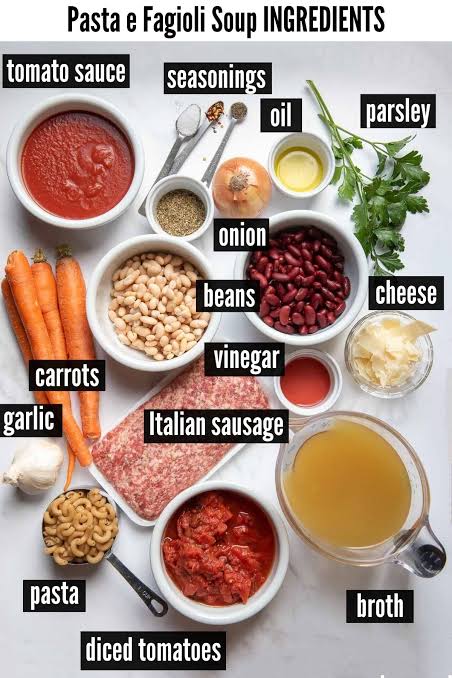 Pasta e Fagioli Soup INGREDIENTS
tomato sauce
seasonings
oil
parsley
onion
beans
cheese
vinegar
carrots
garlic
Italian sausage
pasta
broth
diced tomatoes